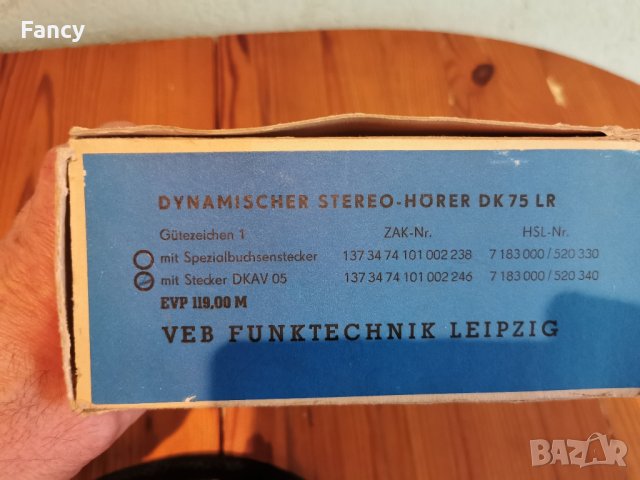 Fancy
DYNAMISCHER STEREO-HÖRER DK 75 LR
Gütezeichen 1 ZAK-Nr. HSL-Nr.
mit Spezialbuchsenstecker 137 34 74 101 002 238 7 183 000 / 520 330
mit Stecker DKAV 05 137 34 74 101 002 246 7 183 000 / 520 340
EVP 119,00 M
VEB FUNKTECHNIK LEIPZIG
BAZAR